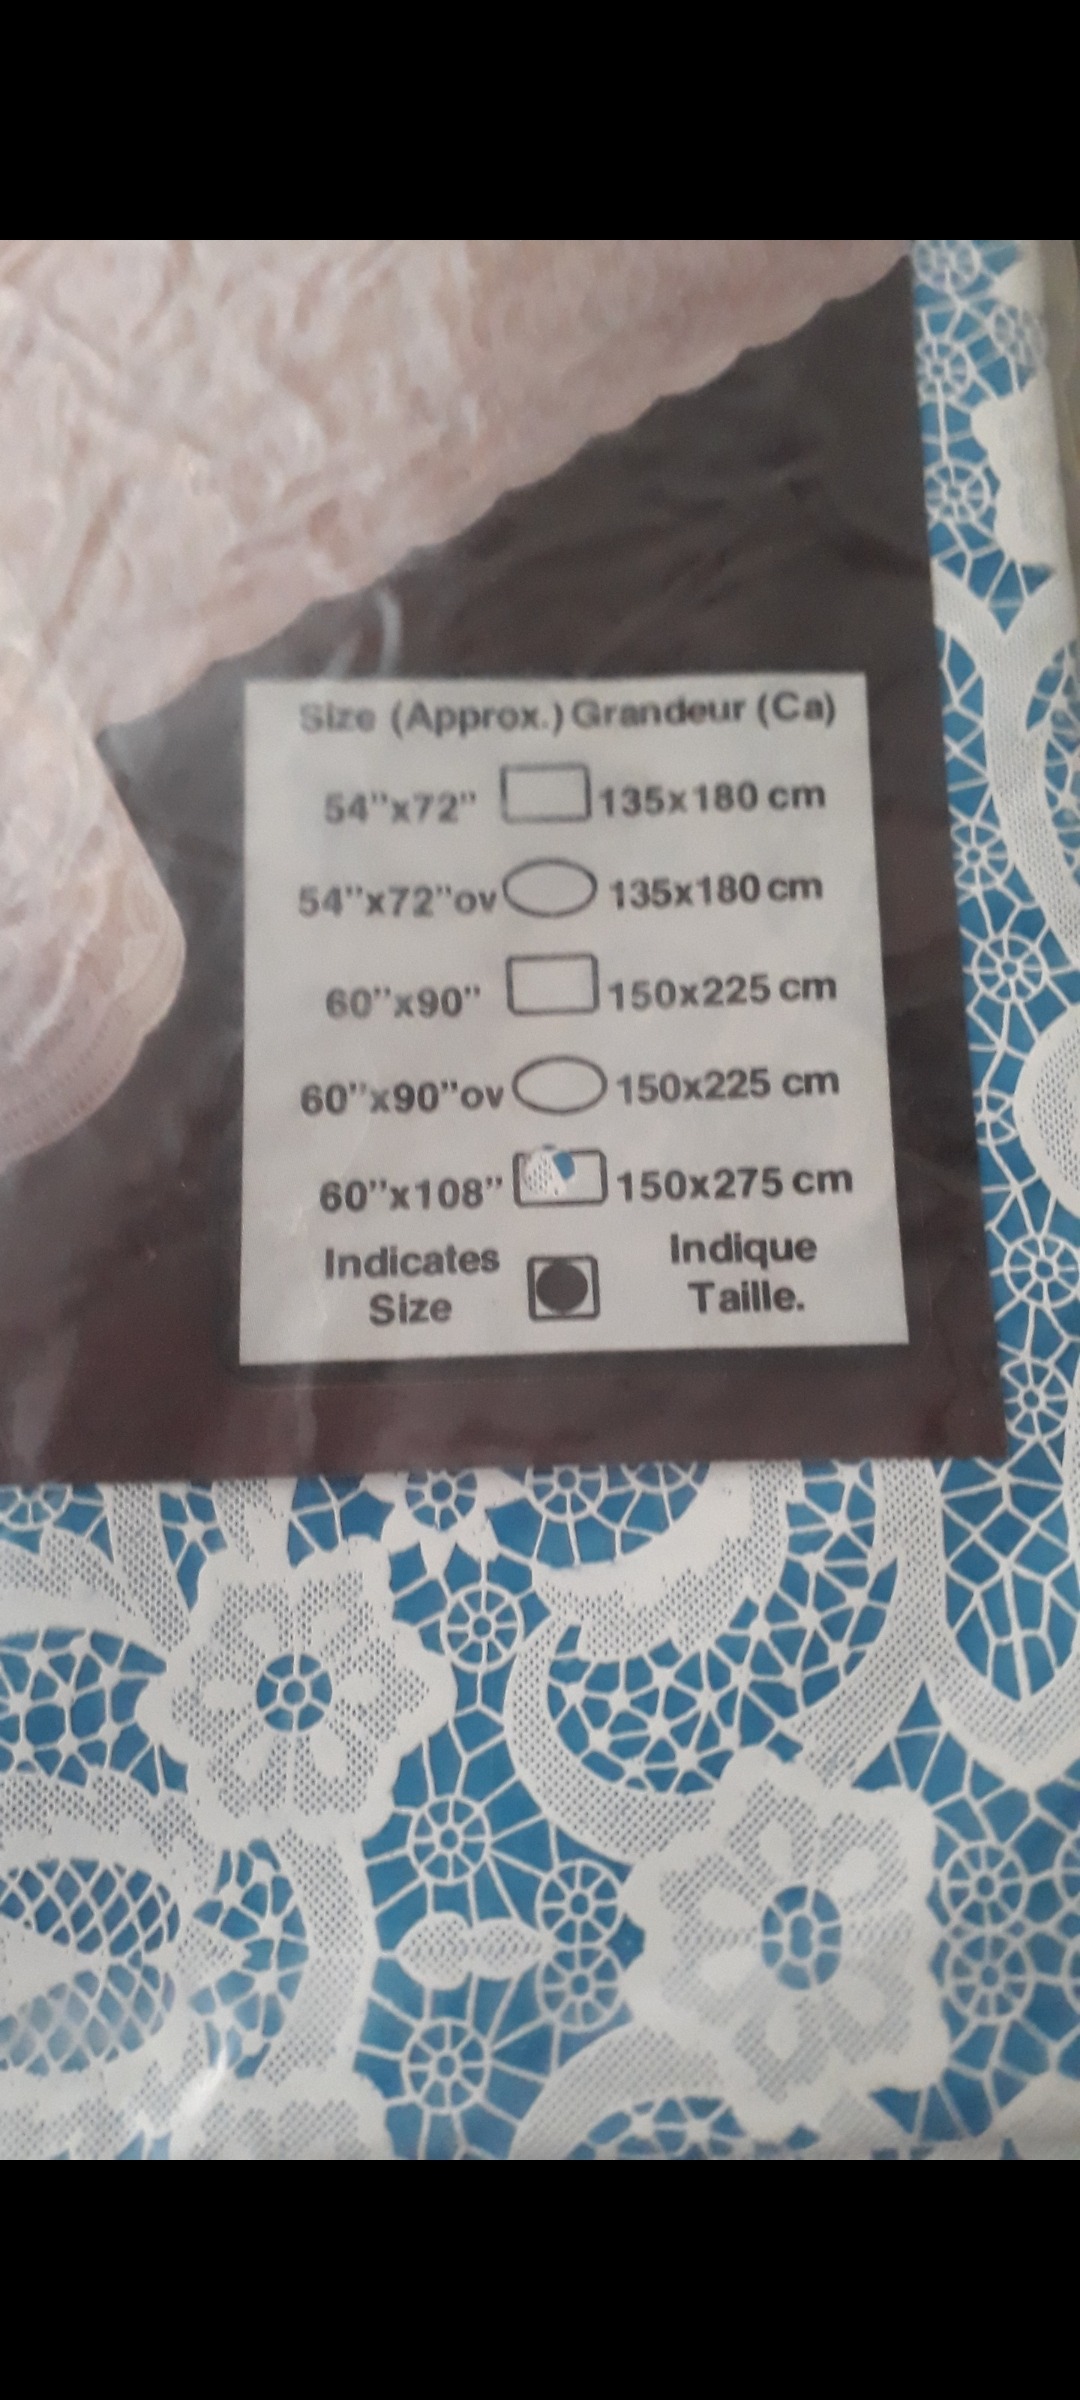 Size (Approx.) Grandeur (Ca)
54"x72" 135x180 cm
54"x72"ov 135x180 cm
60"x90" 150x225 cm
60"x90"ov 150x225 cm
60"x108" 150x275 cm
Indicates Indique
Size Taille.